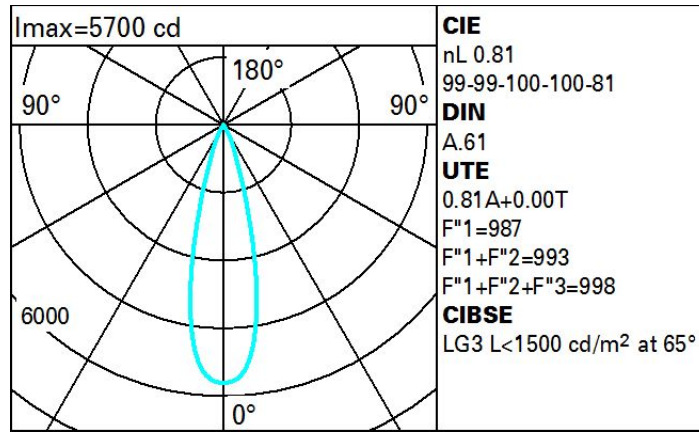 Imax=5700 cd
180°
90°
90°
6000
0°
CIE
nL 0.81
99-99-100-100-81
DIN
A.61
UTE
0.81A+0.00T
F"1=987
F"1+F"2=993
F"1+F"2+F"3=998
CIBSE
LG3 L<1500 cd/m² at 65°